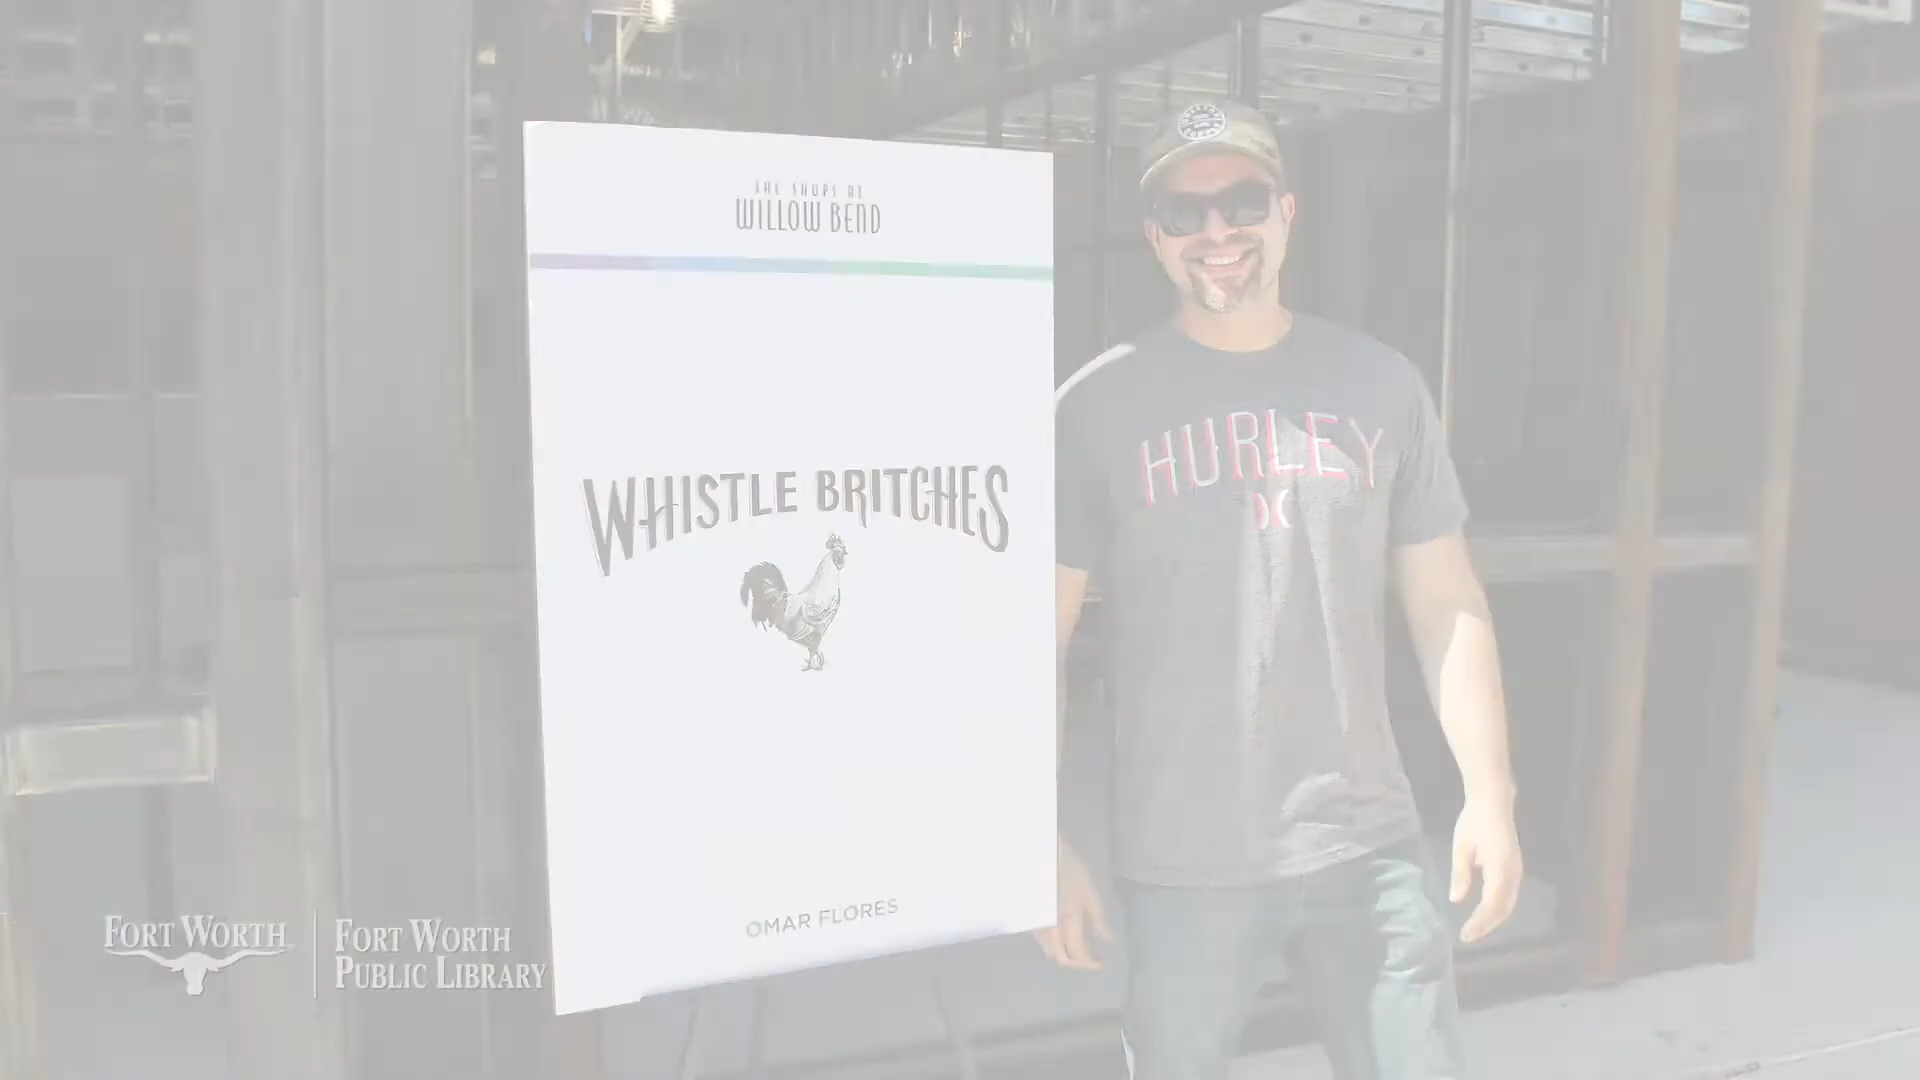 THE SHOPS AT
WILLOW BEND
WHISTLE BRITCHES
OMAR FLORES
HURLEY
FORT WORTH
FORT WORTH
PUBLIC LIBRARY